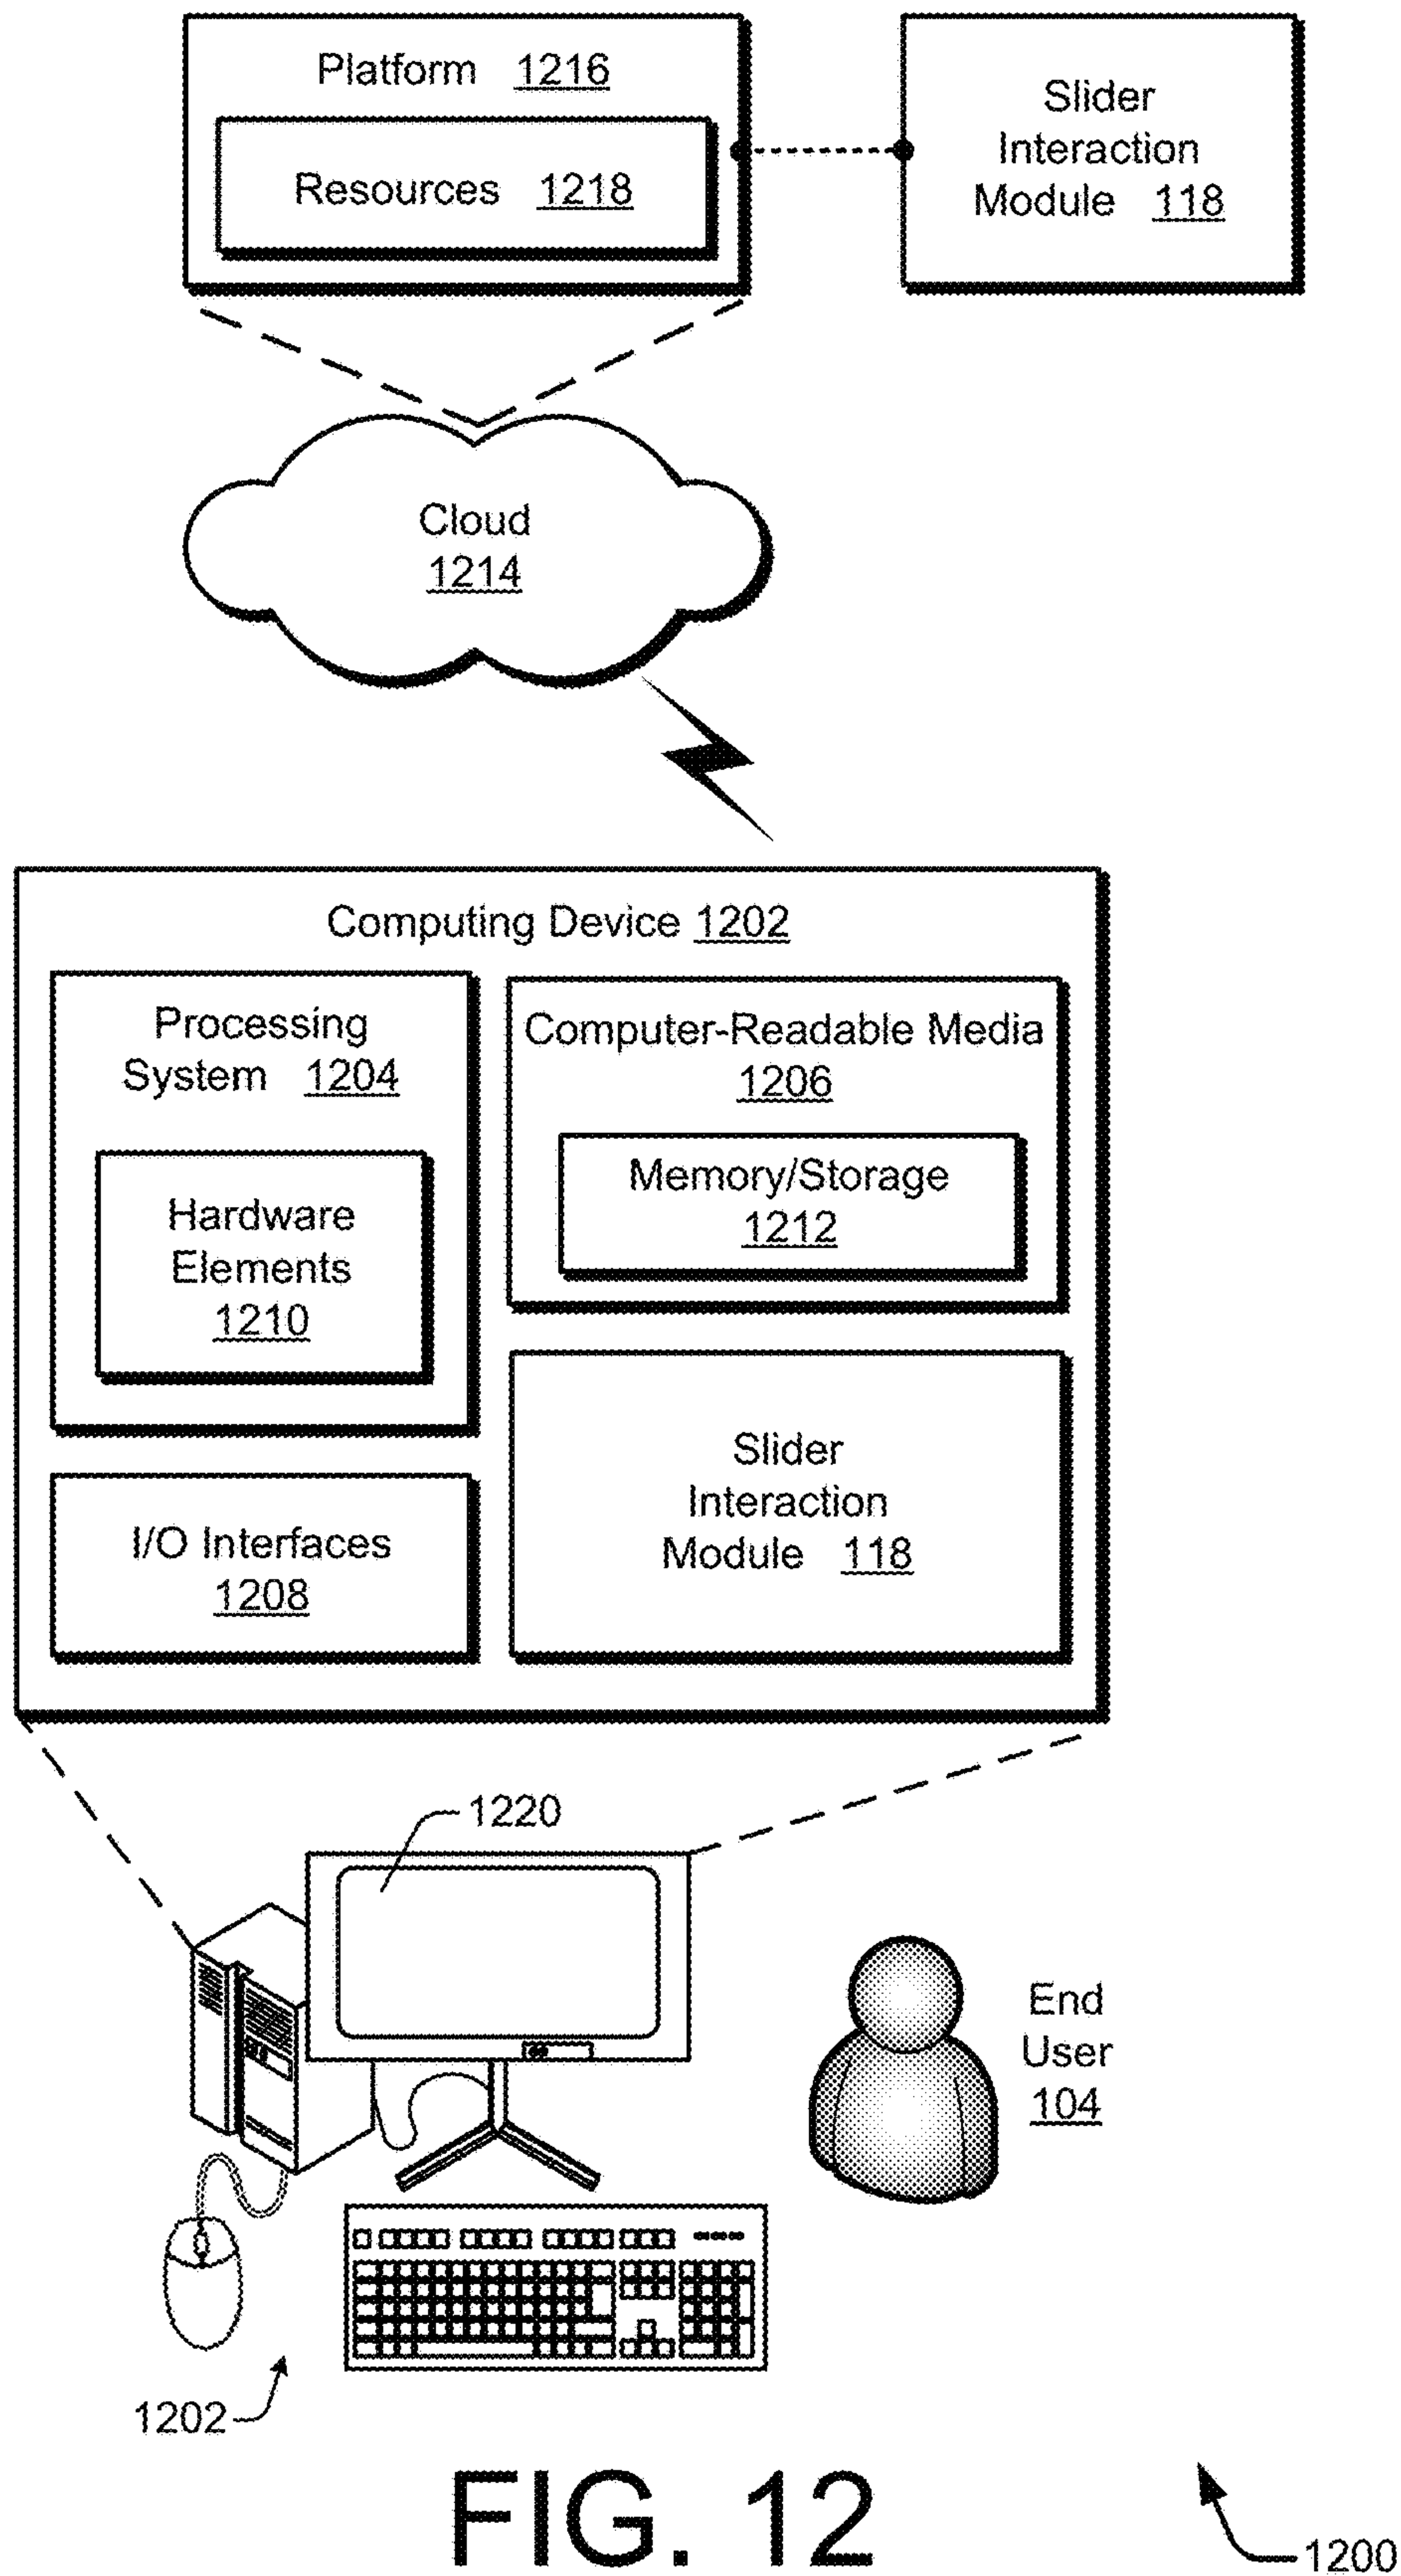 Platform 1216
Resources 1218
Slider
Interaction
Module 118
Cloud
1214
Computing Device 1202
Processing
System 1204
Hardware
Elements
1210
Computer-Readable Media
1206
Memory/Storage
1212
I/O Interfaces
1208
Slider
Interaction
Module 118
1220
End
User
104
1202
FIG. 12
1200